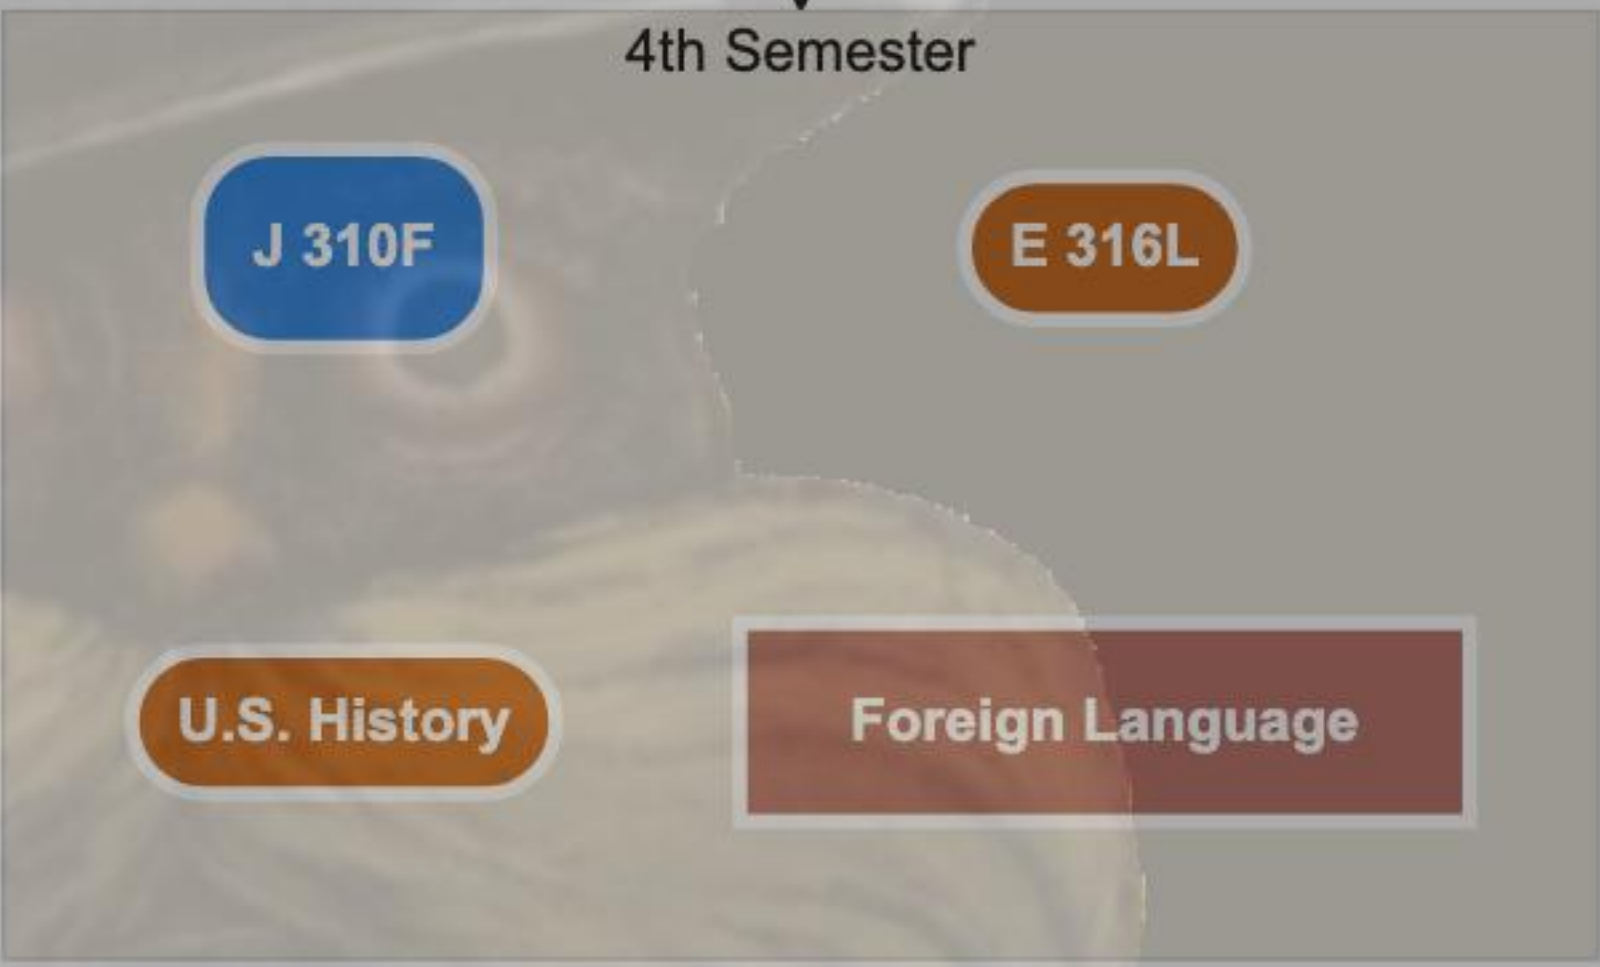 4th Semester
J 310F
E 316L
U.S. History
Foreign Language